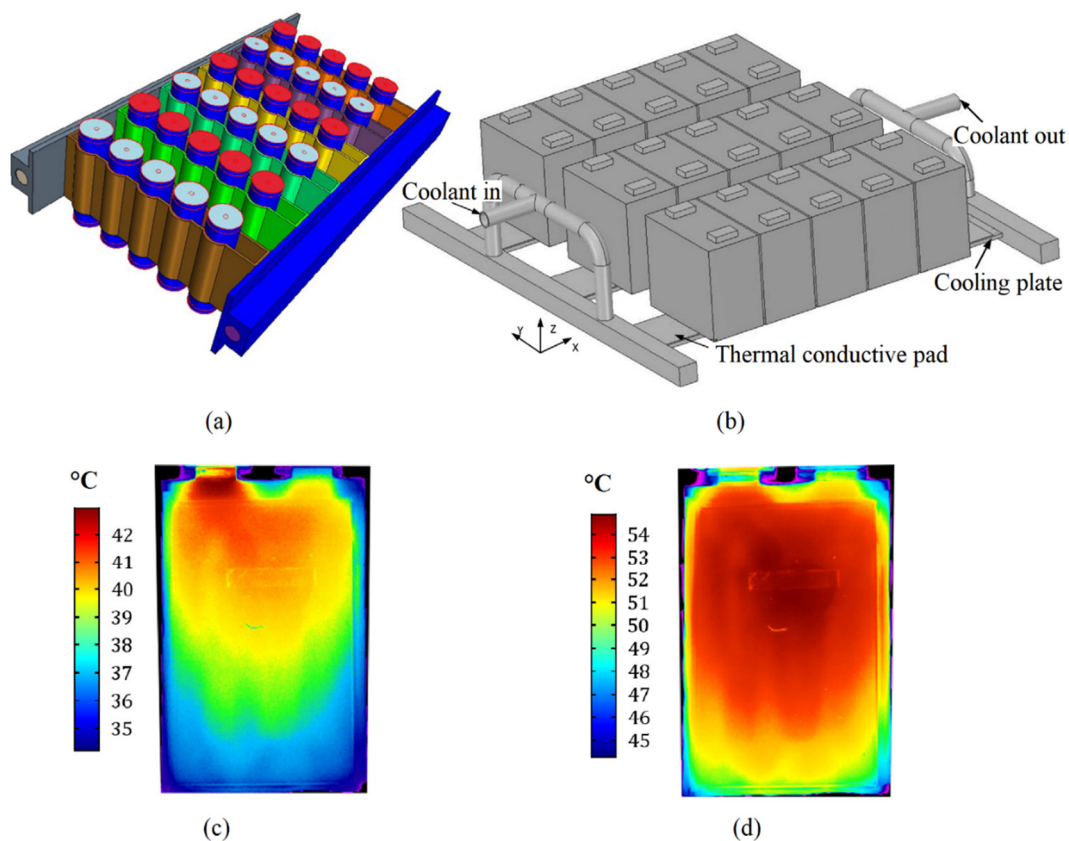 Coolant out
Coolant in
Cooling plate
Thermal conductive pad
Y
Z
X
(a)
(b)
°C
42
41
40
39
38
37
36
35
°C
54
53
52
51
50
49
48
47
46
45
(c)
(d)